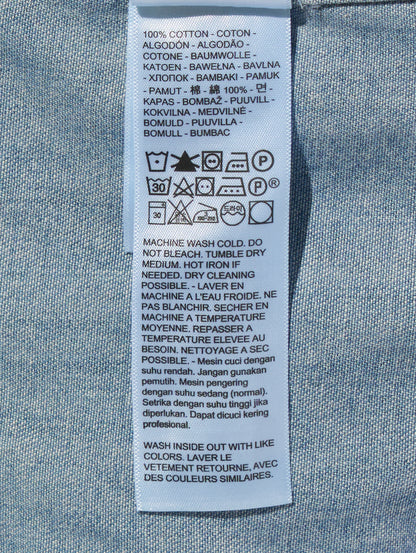 100% COTTON - COTON -
ALGODÓN - ALGODÃO -
COTONE - BAUMWOLLE -
KATOEN - BAWEŁNA - BAVLNA
- ХЛОПОК - BAMBAKI - PAMUK
- PAMUT - 棉 - 綿 100% - 면 -
KAPAS - BOMBAŽ - PUUVILL -
KOKVILNA - MEDVILNĖ -
BOMULD - PUUVILLA -
BOMULL - BUMBAC
P
30 P ®
30 드라이
MACHINE WASH COLD. DO
NOT BLEACH. TUMBLE DRY
MEDIUM. HOT IRON IF
NEEDED. DRY CLEANING
POSSIBLE. - LAVER EN
MACHINE A L'EAU FROIDE. NE
PAS BLANCHIR. SECHER EN
MACHINE A TEMPERATURE
MOYENNE. REPASSER A
TEMPERATURE ELEVEE AU
BESOIN. NETTOYAGE A SEC
POSSIBLE. - Mesin cuci dengan
suhu rendah. Jangan gunakan
pemutih. Mesin pengering
dengan suhu sedang (normal).
Setrika dengan suhu tinggi jika
diperlukan. Dapat dicuci kering
profesional.
WASH INSIDE OUT WITH LIKE
COLORS. LAVER LE
VETEMENT RETOURNE, AVEC
DES COULEURS SIMILAIRES.